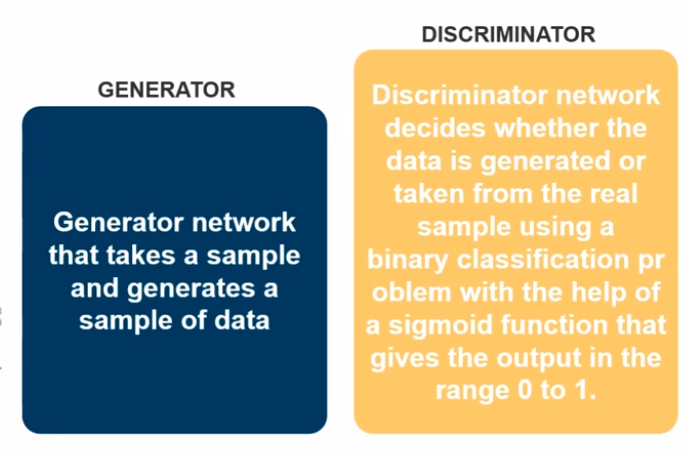 GENERATOR
Generator network
that takes a sample
and generates a
sample of data
DISCRIMINATOR
Discriminator network
decides whether the
data is generated or
taken from the real
sample using a
binary classification pr
oblem with the help of
a sigmoid function that
gives the output in the
range 0 to 1.